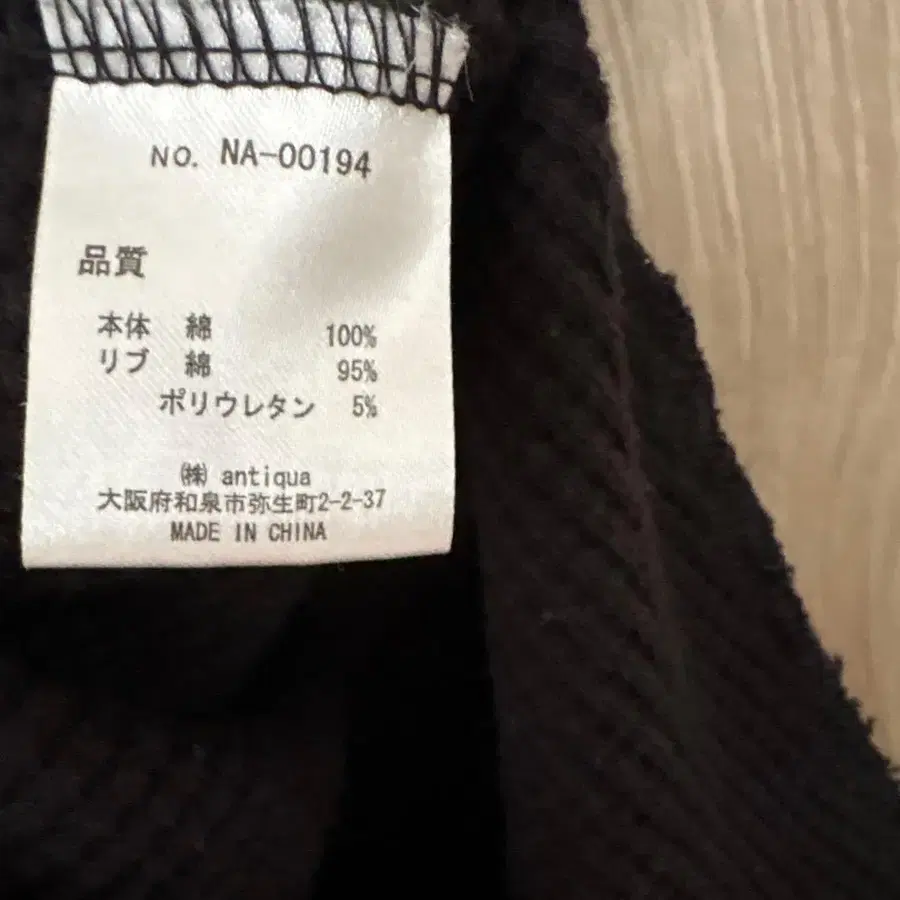 NO. NA-00194
品質
本体 綿 100%
リブ 綿 95%
ポリウレタン 5%
㈱ antiqua
大阪府和泉市弥生町2-2-37
MADE IN CHINA